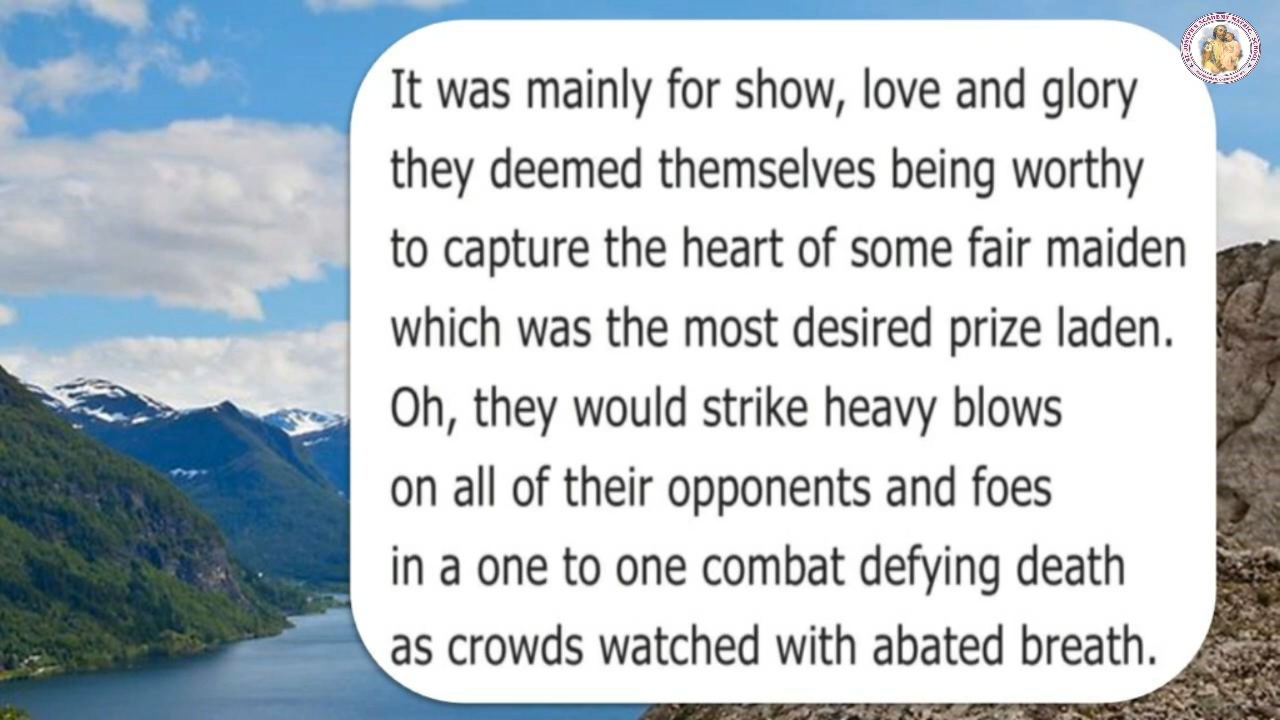 It was mainly for show, love and glory
they deemed themselves being worthy
to capture the heart of some fair maiden
which was the most desired prize laden.
Oh, they would strike heavy blows
on all of their opponents and foes
in a one to one combat defying death
as crowds watched with abated breath.